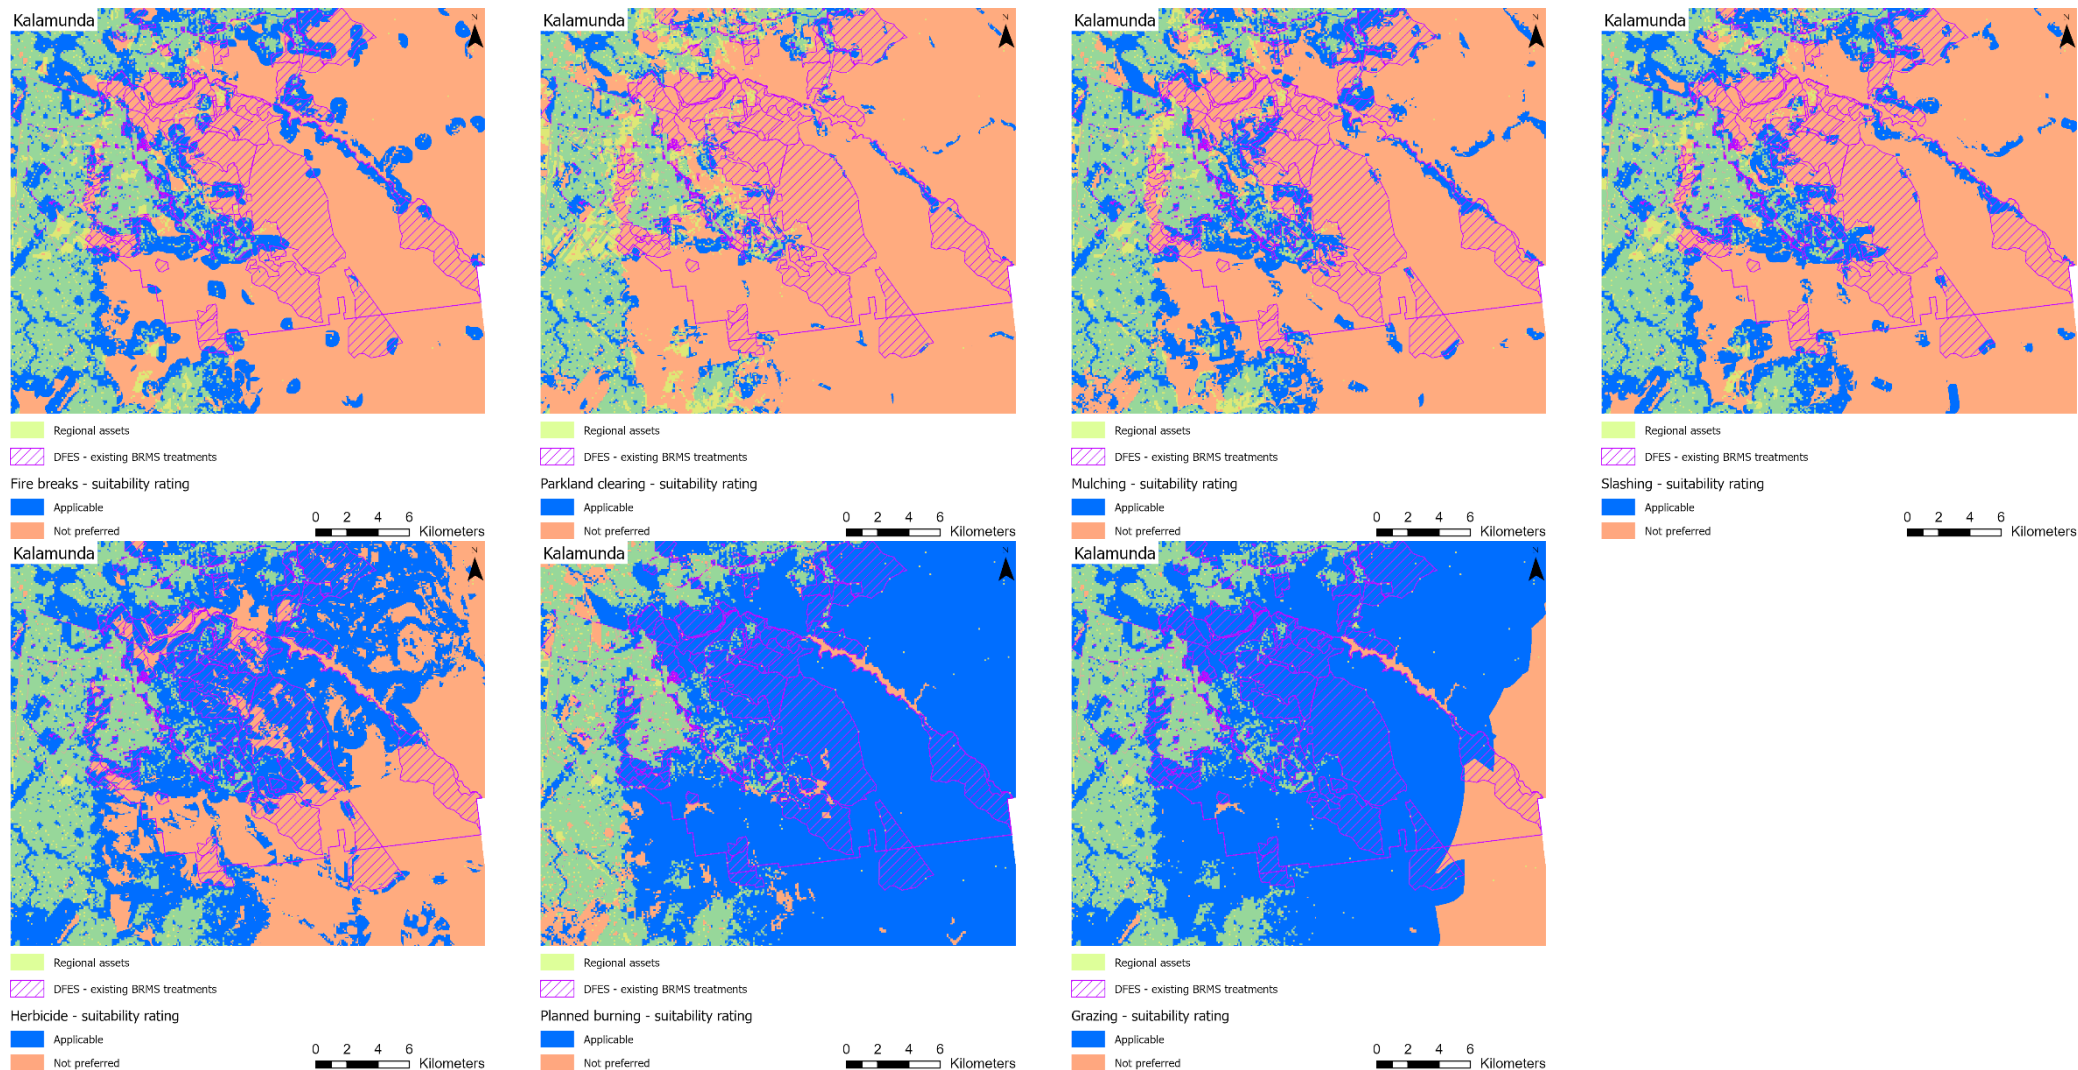 Kalamunda
N
Regional assets
DFES - existing BRMS treatments
Fire breaks - suitability rating
Applicable
Not preferred
0 2 4 6
Kilometers
Kalamunda
N
Regional assets
DFES - existing BRMS treatments
Parkland clearing - suitability rating
Applicable
Not preferred
0 2 4 6
Kilometers
Kalamunda
N
Regional assets
DFES - existing BRMS treatments
Mulching - suitability rating
Applicable
Not preferred
0 2 4 6
Kilometers
Kalamunda
N
Regional assets
DFES - existing BRMS treatments
Slashing - suitability rating
Applicable
Not preferred
0 2 4 6
Kilometers
Kalamunda
N
Regional assets
DFES - existing BRMS treatments
Herbicide - suitability rating
Applicable
Not preferred
0 2 4 6
Kilometers
Kalamunda
N
Regional assets
DFES - existing BRMS treatments
Planned burning - suitability rating
Applicable
Not preferred
0 2 4 6
Kilometers
Kalamunda
N
Regional assets
DFES - existing BRMS treatments
Grazing - suitability rating
Applicable
Not preferred
0 2 4 6
Kilometers